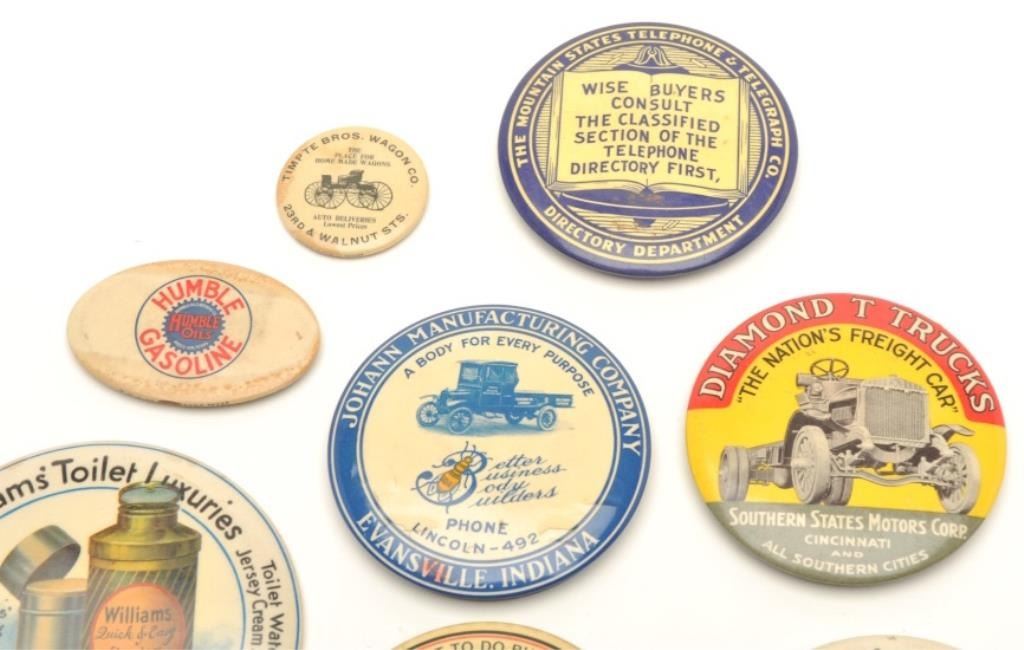 THE MOUNTAIN STATES TELEPHONE & TELEGRAPH CO.
WISE BUYERS
CONSULT
THE CLASSIFIED
SECTION OF THE
TELEPHONE
DIRECTORY FIRST,
DIRECTORY DEPARTMENT
TIMPTE BROS. WAGON CO.
THE
PLACE FOR
HOME MADE WAGONS
AUTO DELIVERIES
Lowest Prices
23RD & WALNUT STS.
HUMBLE
HUMBLE
OILS
GASOLINE
JOHANN MANUFACTURING COMPANY
A BODY FOR EVERY PURPOSE
Better
Business
Body
Builders
PHONE
LINCOLN-492
EVANSVILLE, INDIANA
DIAMOND T TRUCKS
"THE NATION'S FREIGHT CAR"
SOUTHERN STATES MOTORS CORP.
CINCINNATI
AND
ALL SOUTHERN CITIES
Toilet Luxuries
Jersey Cream
Williams
Quick & Easy
TO DO